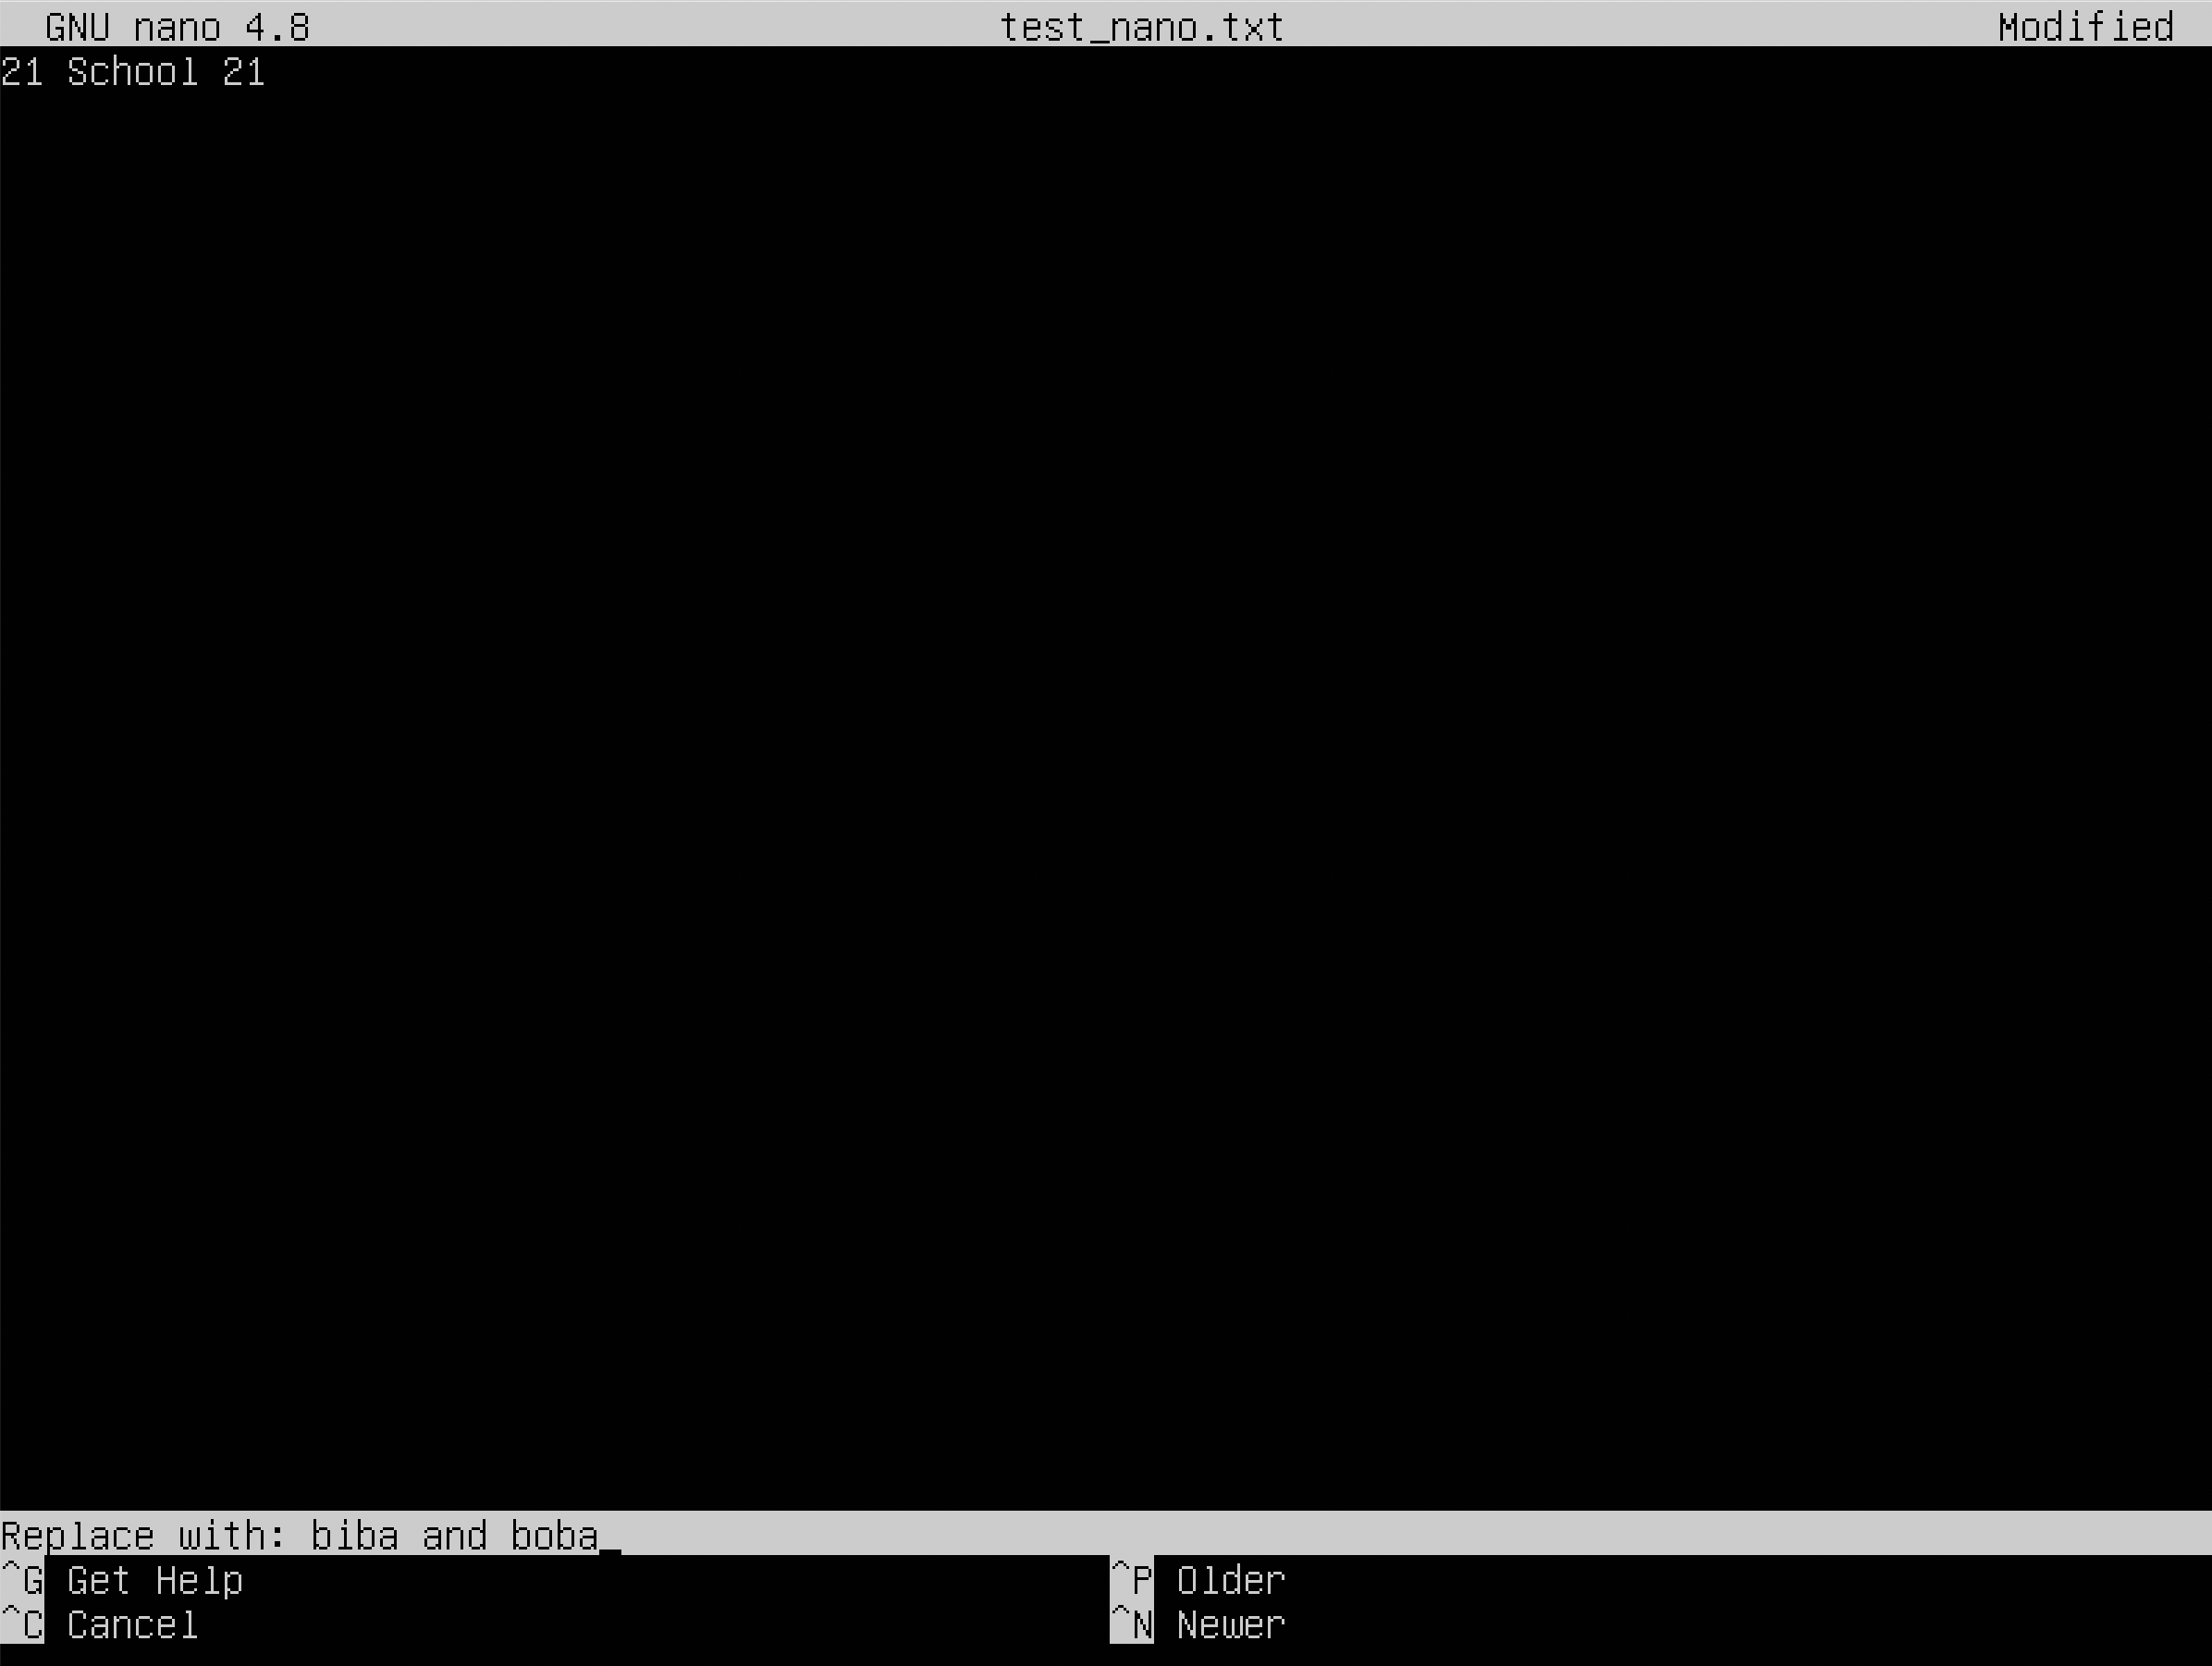 GNU nano 4.8 test_nano.txt Modified
21 School 21
Replace with: biba and boba_
^G Get Help ^P Older
^C Cancel ^N Newer